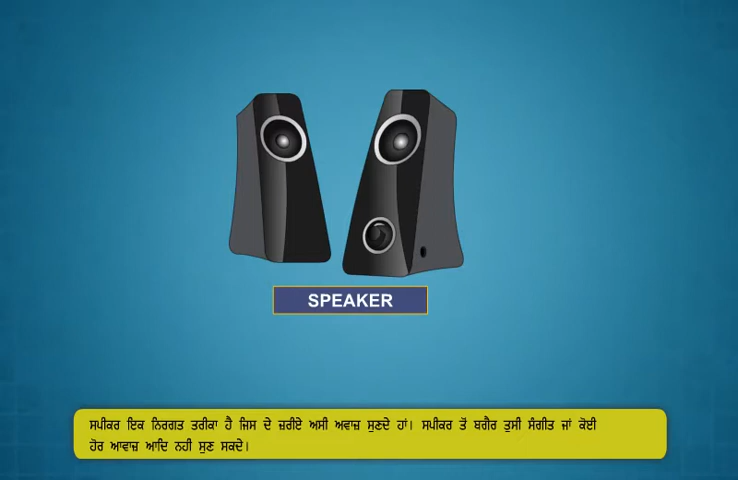 SPEAKER
ਸਪੀਕਰ ਇਕ ਨਿਰਗਤ ਤਰੀਕਾ ਹੈ ਜਿਸ ਦੇ ਜ਼ਰੀਏ ਅਸੀ ਅਵਾਜ਼ ਸੁਣਦੇ ਹਾਂ। ਸਪੀਕਰ ਤੋਂ ਬਗੈਰ ਤੁਸੀ ਸੰਗੀਤ ਜਾਂ ਕੋਈ
ਹੋਰ ਆਵਾਜ਼ ਆਦਿ ਨਹੀ ਸੁਣ ਸਕਦੇ।